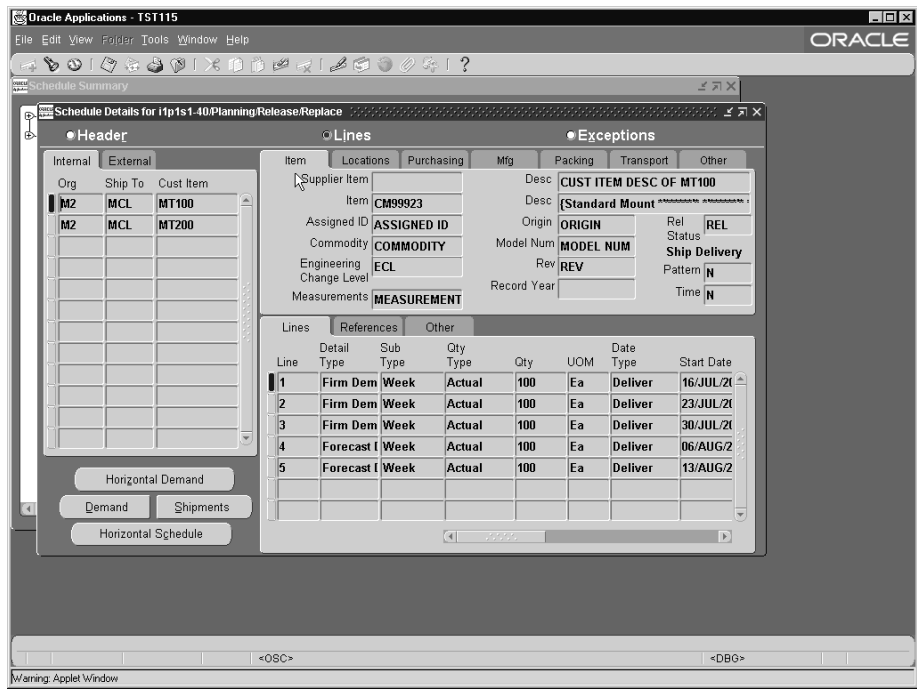 Oracle Applications - TST115
File Edit View Folder Tools Window Help
ORACLE
Schedule Summary
Schedule Details for i1p1s1-40/Planning/Release/Replace
Header Lines Exceptions
Internal External
Org Ship To Cust Item
M2 MCL MT100
M2 MCL MT200
Horizontal Demand
Demand Shipments
Horizontal Schedule
Item Locations Purchasing Mfg Packing Transport Other
Supplier Item Desc CUST ITEM DESC OF MT100
Item CM99923 Desc {Standard Mount ********* ********* *
Assigned ID ASSIGNED ID Origin ORIGIN Rel Status REL
Commodity COMMODITY Model Num MODEL NUM Ship Delivery
Engineering Change Level ECL Rev REV Pattern N
Measurements MEASUREMENT Record Year Time N
Lines References Other
Line Detail Type Sub Type Qty Type Qty UOM Date Type Start Date
1 Firm Dem Week Actual 100 Ea Deliver 16/JUL/20
2 Firm Dem Week Actual 100 Ea Deliver 23/JUL/20
3 Firm Dem Week Actual 100 Ea Deliver 30/JUL/20
4 Forecast Week Actual 100 Ea Deliver 06/AUG/2
5 Forecast Week Actual 100 Ea Deliver 13/AUG/2
<OSC> <DBG>
Warning: Applet Window